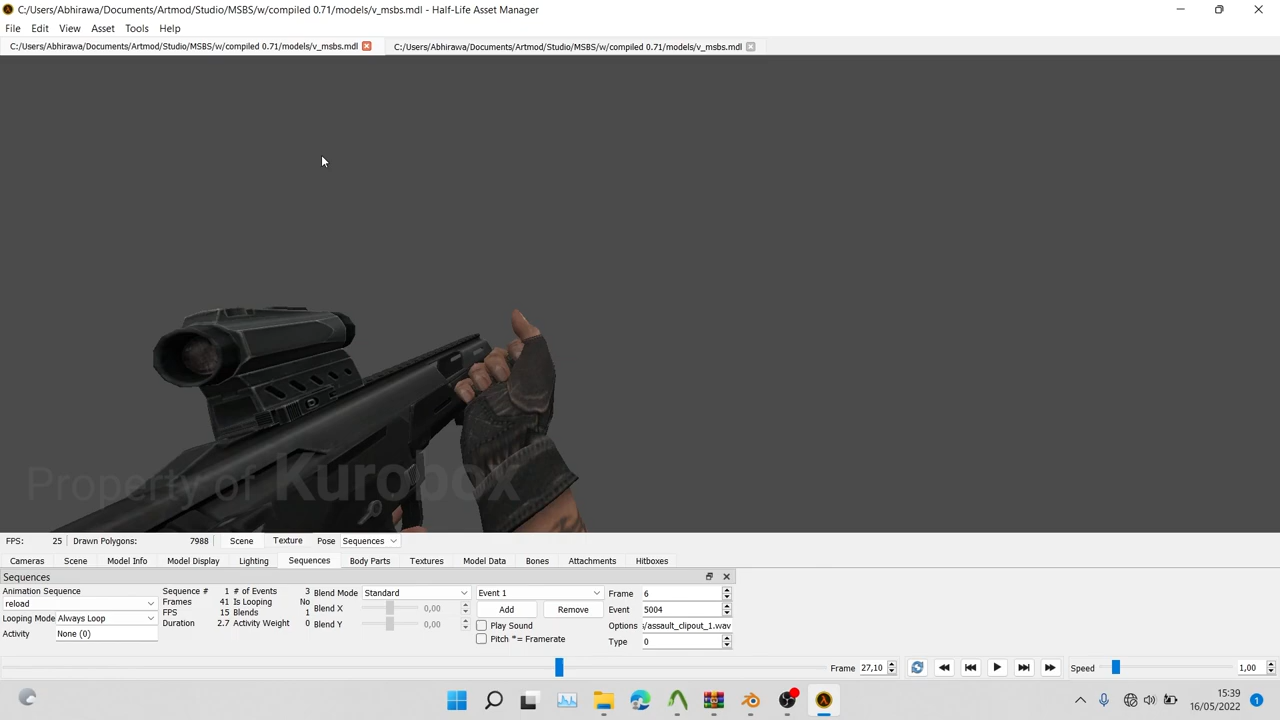 C:/Users/Abhirawa/Documents/Artmod/Studio/MSBS/w/compiled 0.71/models/v_msbs.mdl - Half-Life Asset Manager
File Edit View Asset Tools Help
C:/Users/Abhirawa/Documents/Artmod/Studio/MSBS/w/compiled 0.71/models/v_msbs.mdl C:/Users/Abhirawa/Documents/Artmod/Studio/MSBS/w/compiled 0.71/models/v_msbs.mdl
Property of Kurobox
FPS: 25 Drawn Polygons: 7988 Scene Texture Pose Sequences
Cameras Scene Model Info Model Display Lighting Sequences Body Parts Textures Model Data Bones Attachments Hitboxes
Sequences
Animation Sequence Sequence # 1 # of Events 3 Blend Mode Standard Event 1 Frame 6
reload Frames 41 Is Looping No Blend X 0,00 Add Remove Event 5004
Looping Mode Always Loop FPS 15 Blends 1 Blend Y 0,00 Play Sound Options :/assault_clipout_1.wav
Activity None (0) Duration 2.7 Activity Weight 0 Pitch *= Framerate Type 0
Frame 27,10 Speed 1,00
15:39
16/05/2022 1